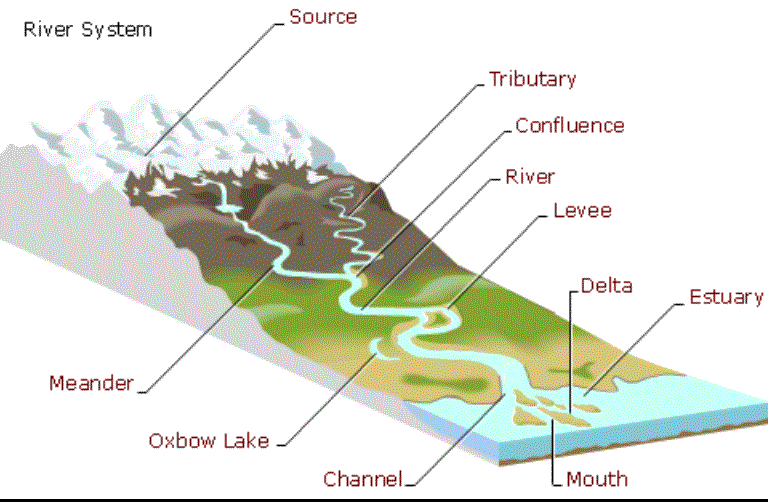 River System
Source
Tributary
Confluence
River
Levee
Delta
Estuary
Meander
Oxbow Lake
Channel
Mouth